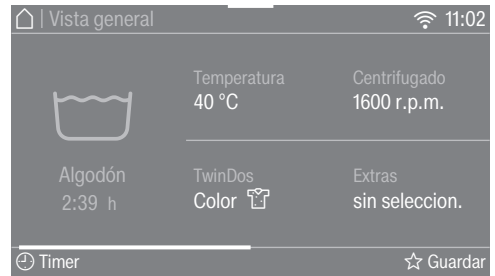 Vista general
11:02
Temperatura
40 °C
Centrifugado
1600 r.p.m.
Algodón
2:39 h
TwinDos
Color
Extras
sin seleccion.
Timer
Guardar